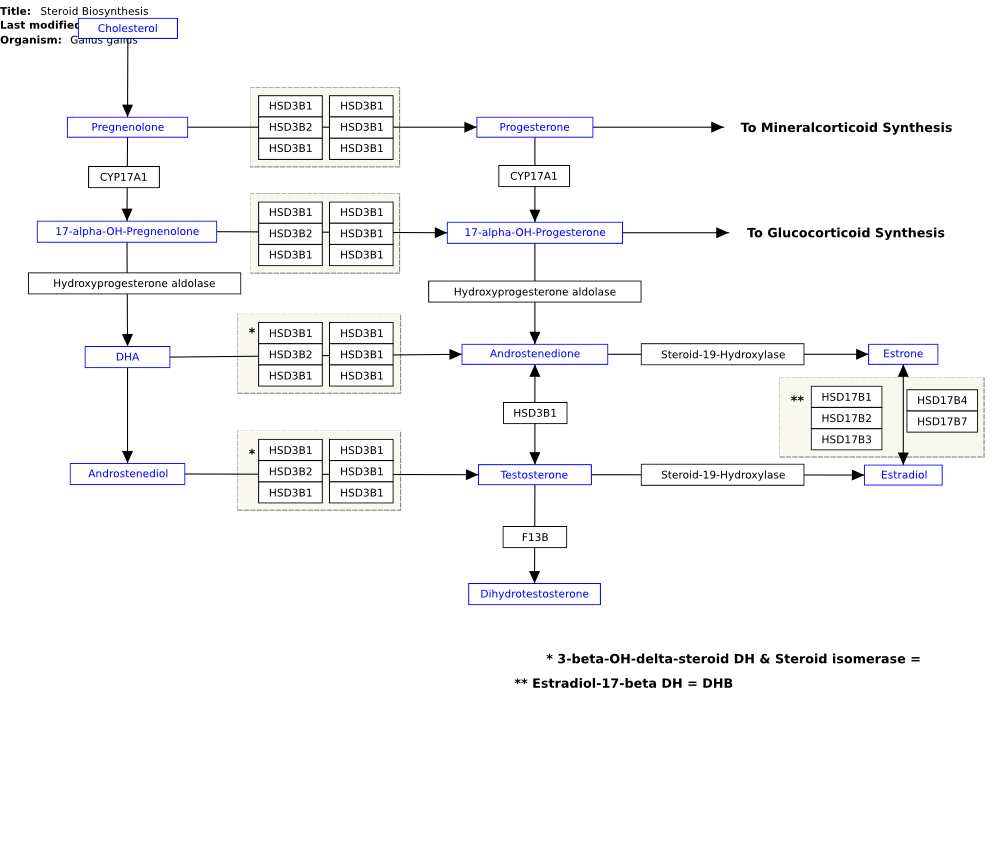 Title: Steroid Biosynthesis
Last modified
Cholesterol
Organism: Gallus gallus
HSD3B1 HSD3B1
Pregnenolone HSD3B2 HSD3B1 Progesterone To Mineralcorticoid Synthesis
HSD3B1 HSD3B1
CYP17A1 CYP17A1
HSD3B1 HSD3B1
17-alpha-OH-Pregnenolone HSD3B2 HSD3B1 17-alpha-OH-Progesterone To Glucocorticoid Synthesis
HSD3B1 HSD3B1
Hydroxyprogesterone aldolase Hydroxyprogesterone aldolase
* HSD3B1 HSD3B1
DHA HSD3B2 HSD3B1 Androstenedione Steroid-19-Hydroxylase Estrone
HSD3B1 HSD3B1
** HSD17B1 HSD17B4
HSD3B1 HSD17B2 HSD17B7
HSD17B3
* HSD3B1 HSD3B1
Androstenediol HSD3B2 HSD3B1 Testosterone Steroid-19-Hydroxylase Estradiol
HSD3B1 HSD3B1
F13B
Dihydrotestosterone
* 3-beta-OH-delta-steroid DH & Steroid isomerase =
** Estradiol-17-beta DH = DHB